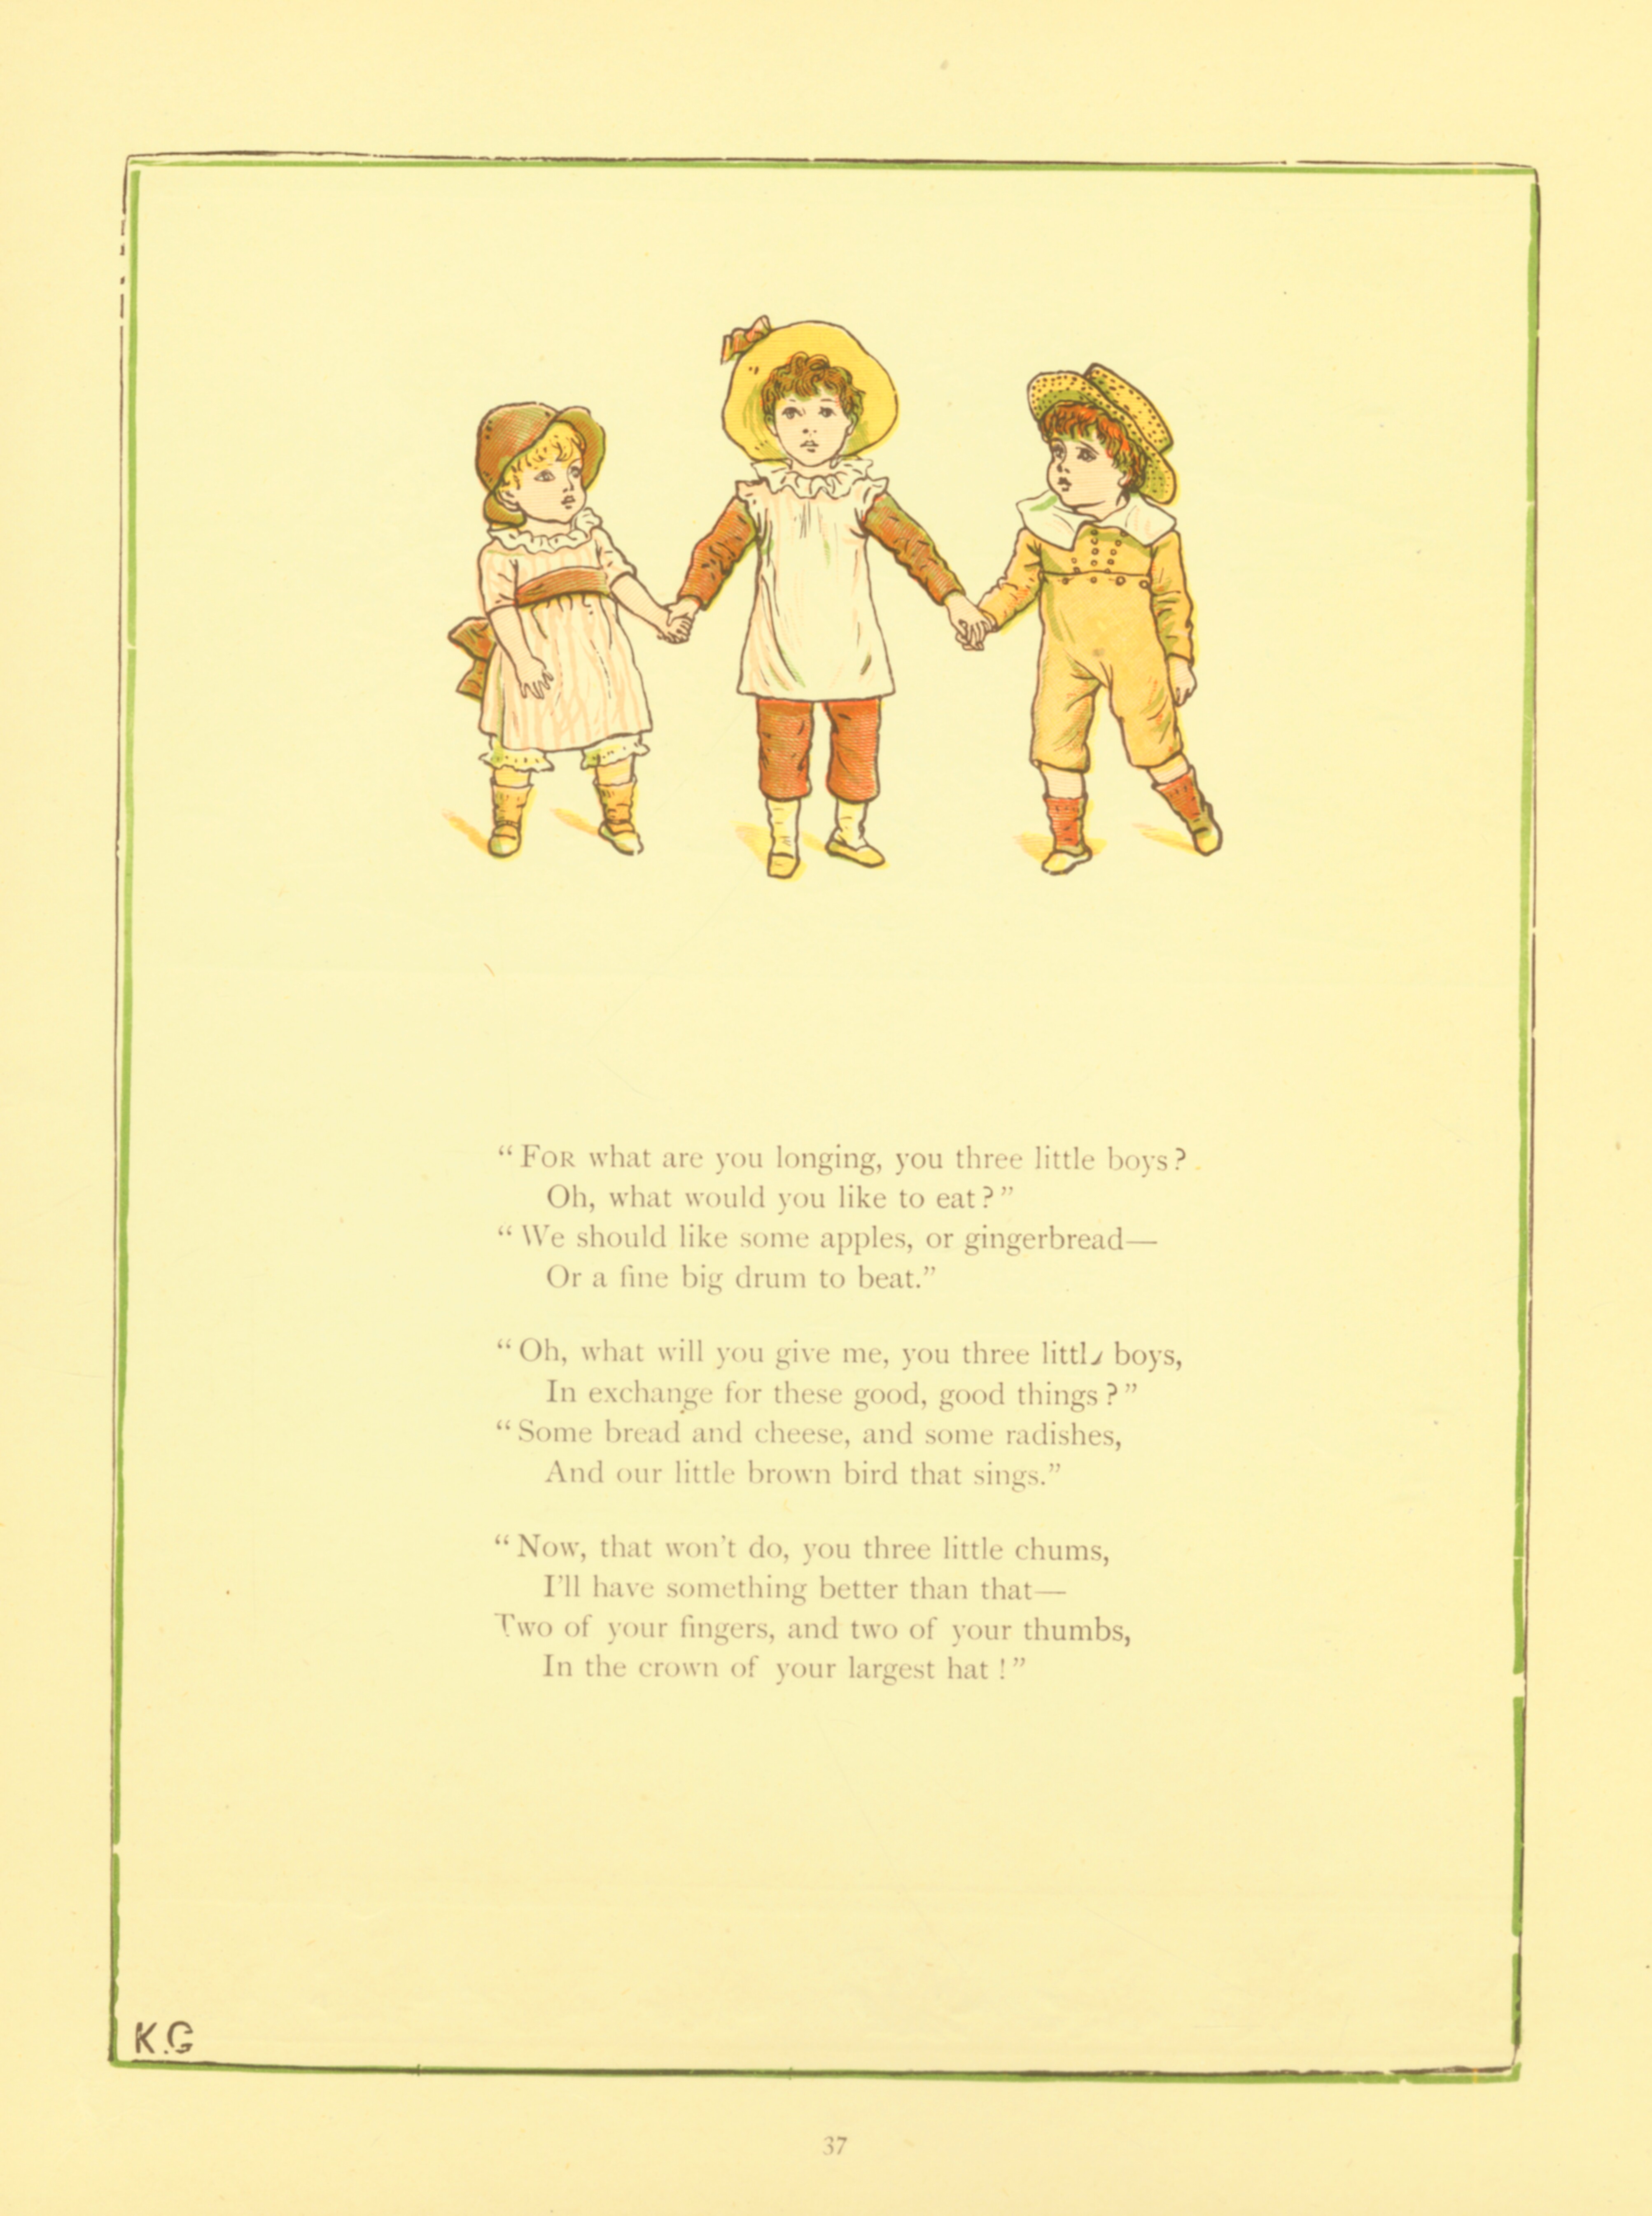 “FOR what are you longing, you three little boys?
Oh, what would you like to eat?”
“We should like some apples, or gingerbread—
Or a fine big drum to beat.”
“Oh, what will you give me, you three little boys,
In exchange for these good, good things?”
“Some bread and cheese, and some radishes,
And our little brown bird that sings.”
“Now, that won’t do, you three little chums,
I’ll have something better than that—
Two of your fingers, and two of your thumbs,
In the crown of your largest hat!”
K.G
37